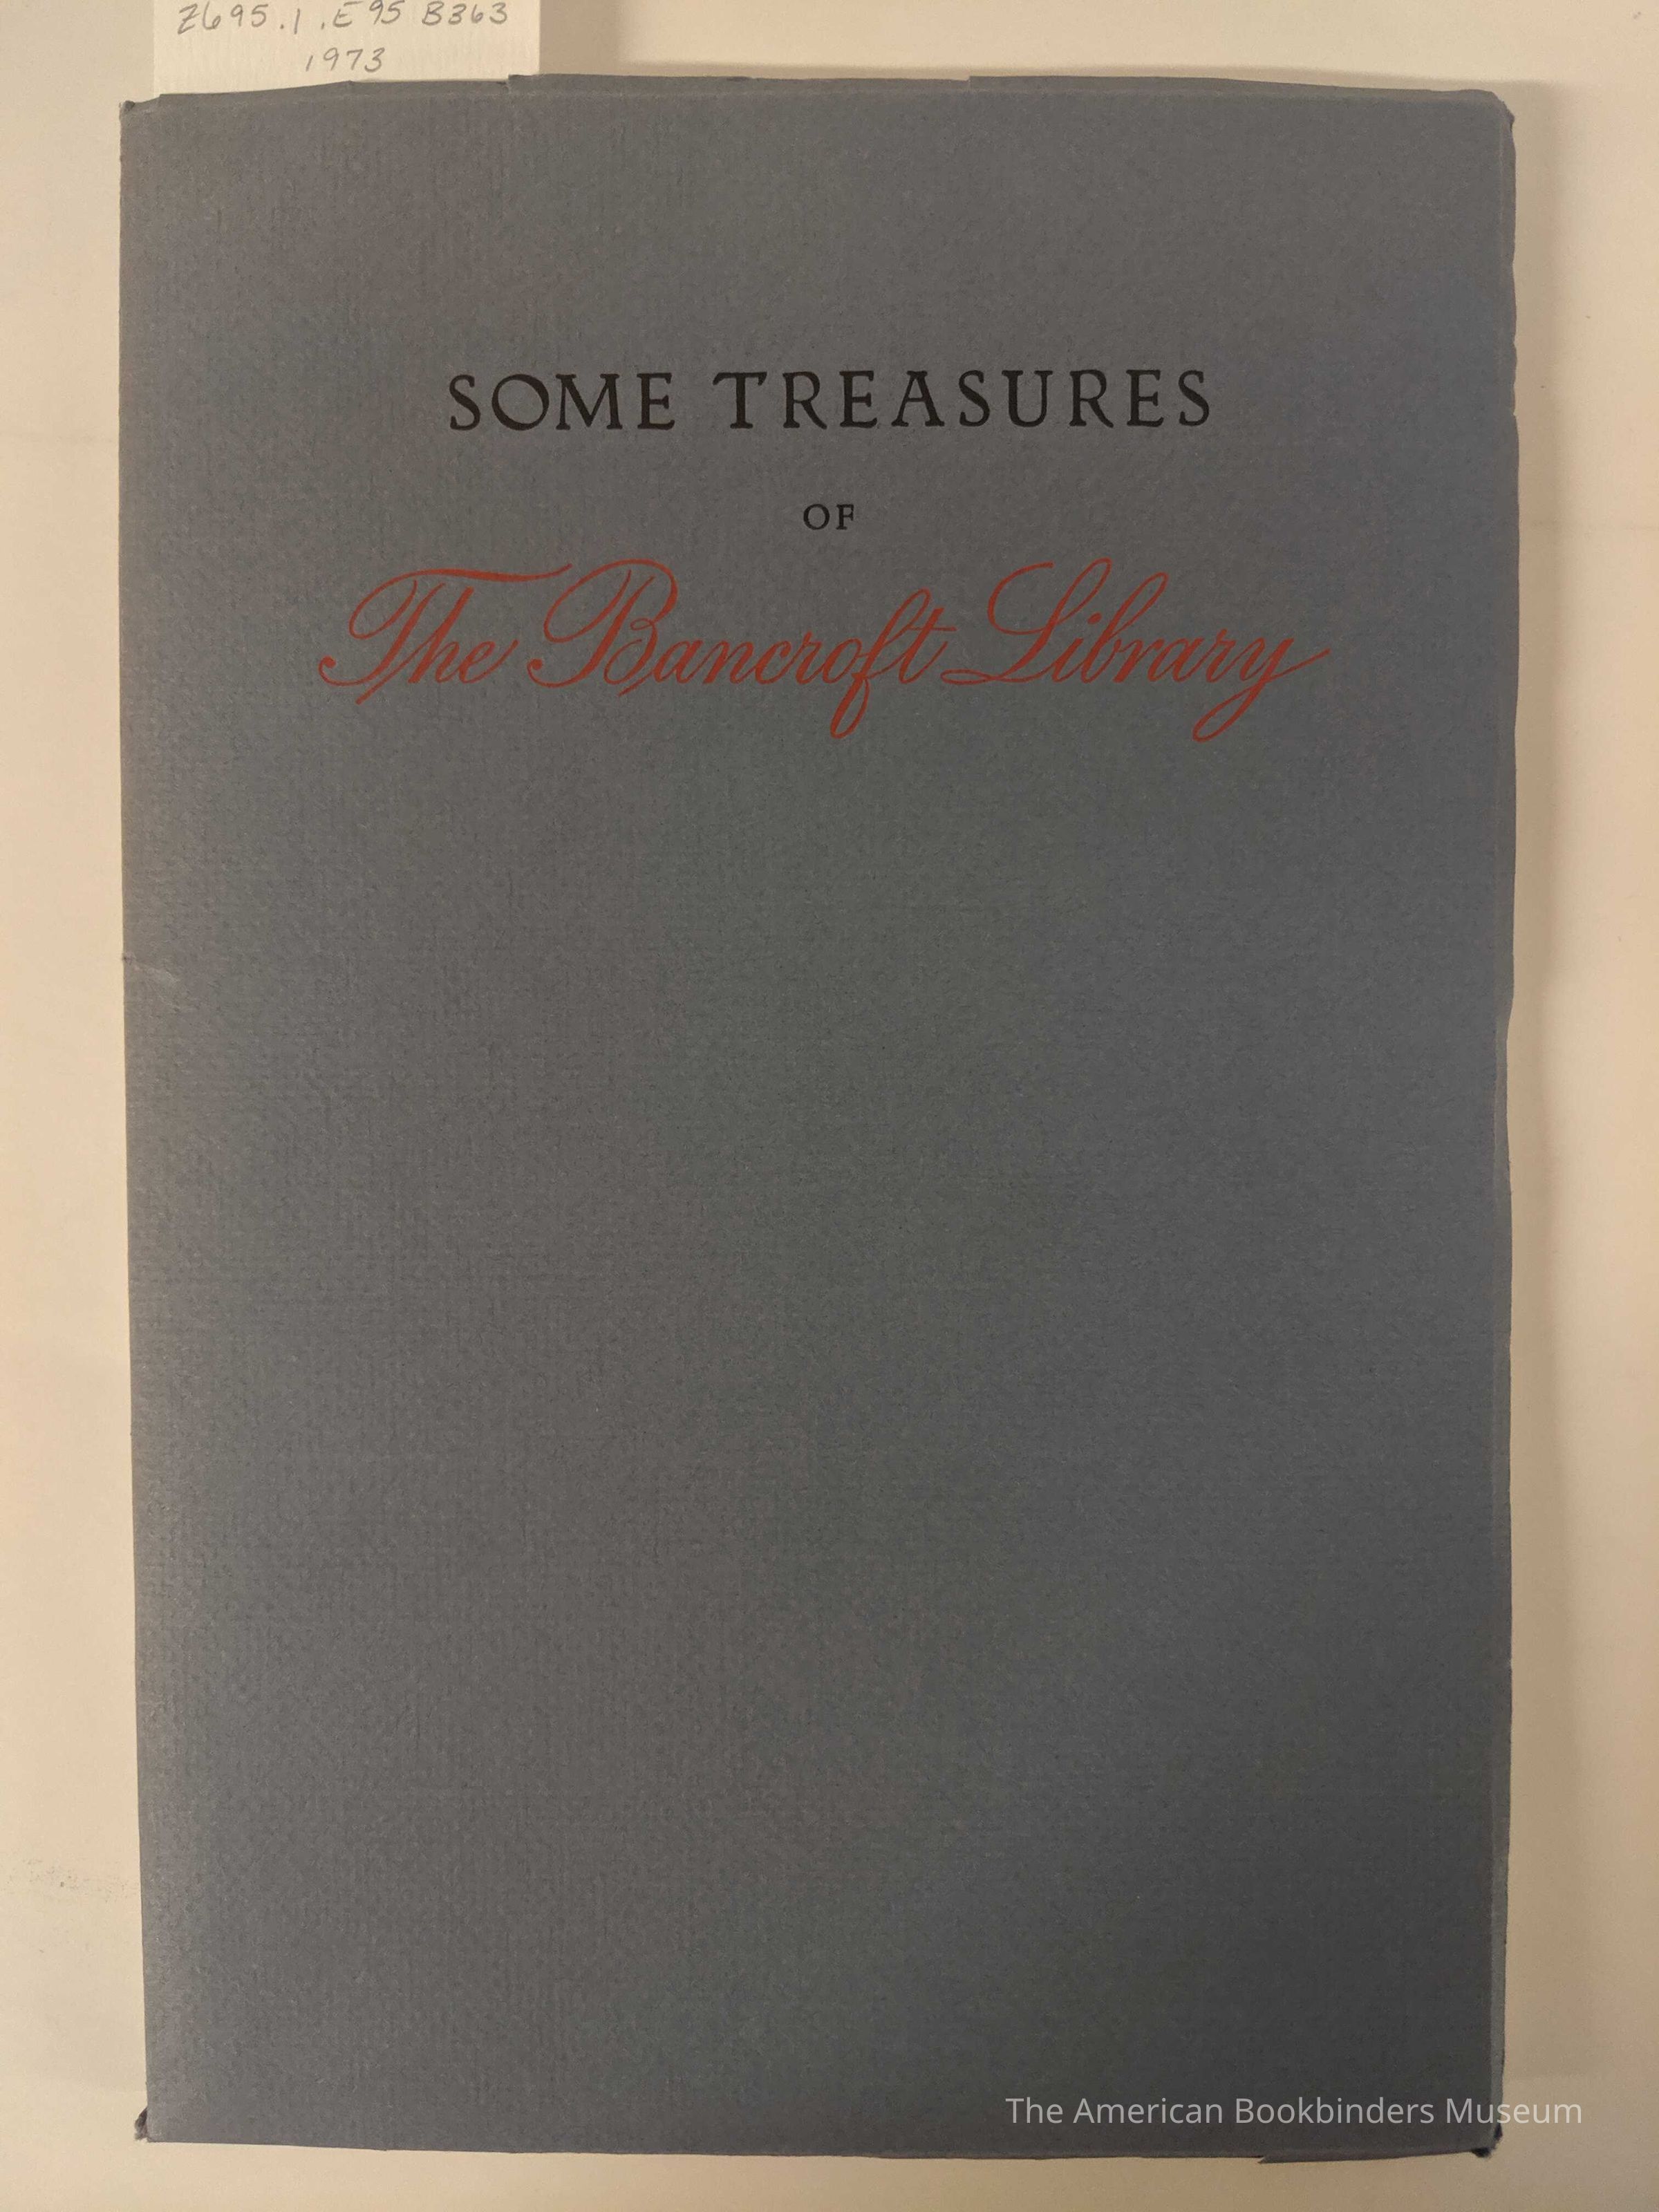 Z695.1 .E95 B363
1973
SOME TREASURES
OF
The Bancroft Library
The American Bookbinders Museum